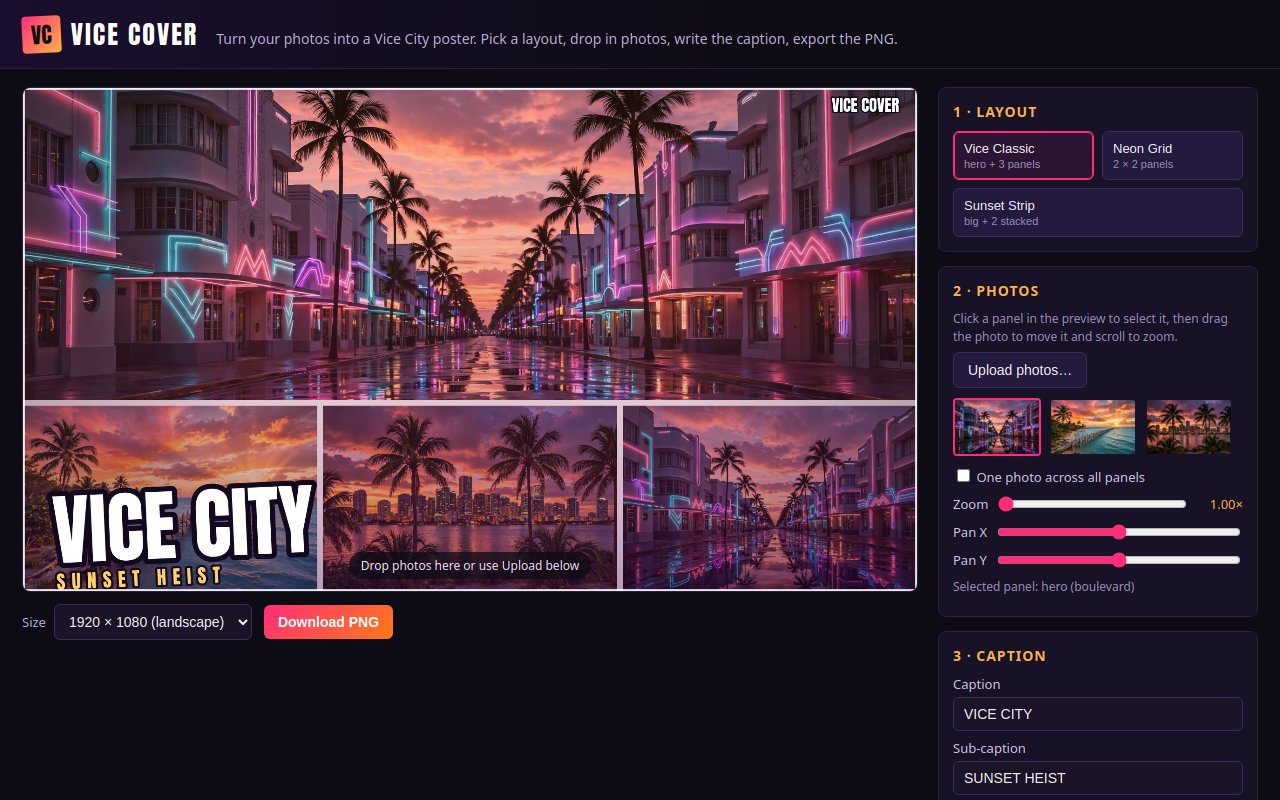 VC VICE COVER Turn your photos into a Vice City poster. Pick a layout, drop in photos, write the caption, export the PNG.
VICE COVER
VICE CITY
SUNSET HEIST
Drop photos here or use Upload below
Size 1920 × 1080 (landscape) Download PNG
1 · LAYOUT
Vice Classic
hero + 3 panels
Neon Grid
2 × 2 panels
Sunset Strip
big + 2 stacked
2 · PHOTOS
Click a panel in the preview to select it, then drag
the photo to move it and scroll to zoom.
Upload photos…
One photo across all panels
Zoom 1.00×
Pan X
Pan Y
Selected panel: hero (boulevard)
3 · CAPTION
Caption
VICE CITY
Sub-caption
SUNSET HEIST